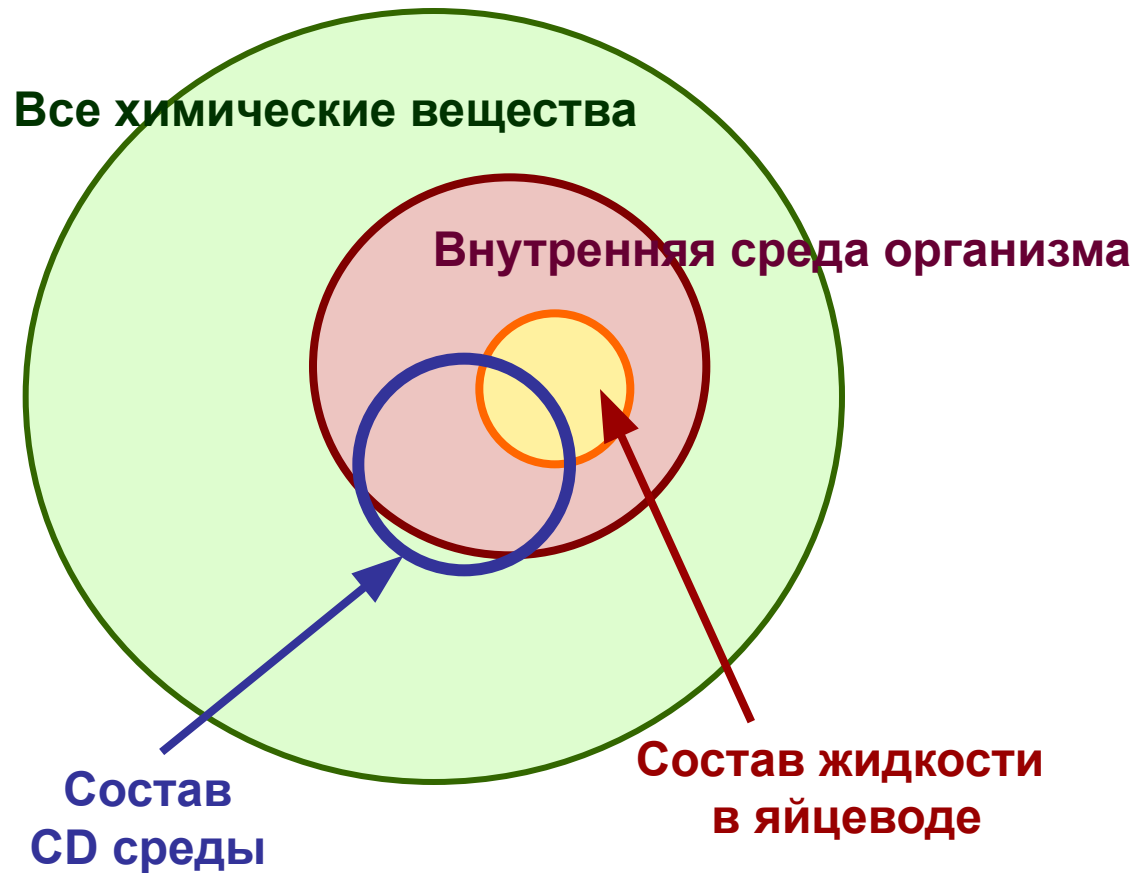 Все химические вещества
Внутренняя среда организма
Состав жидкости
в яйцеводе
Состав
CD среды